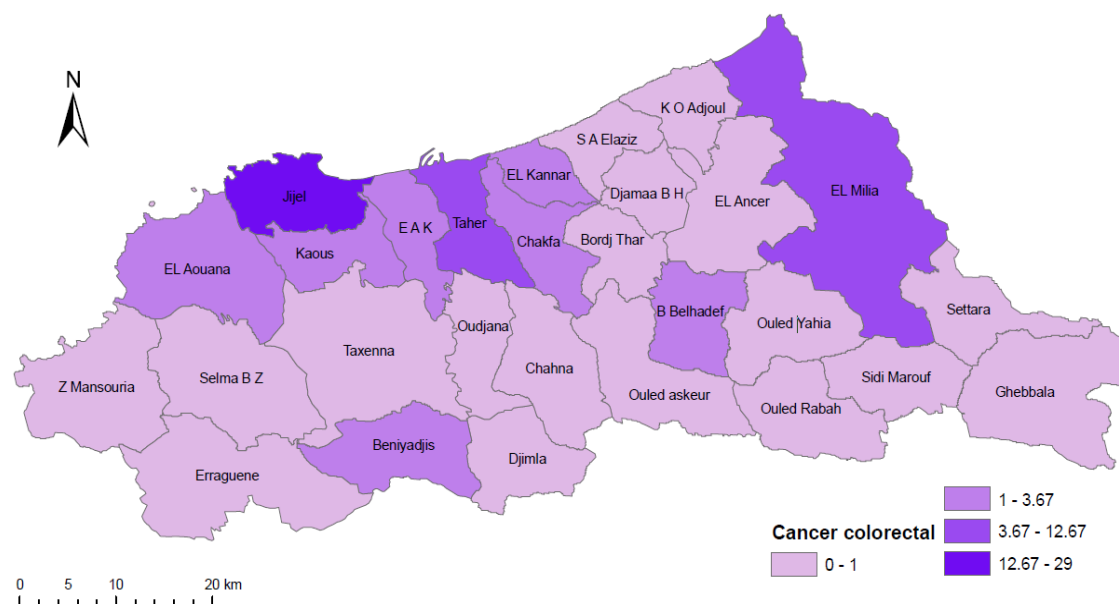 N
K O Adjoul
S A Elaziz
EL Kannar
Djamaa B H
EL Milia
Jijel
EL Ancer
E A K
Taher
Chakfa
Bordj Thar
Kaous
EL Aouana
B Belhadef
Settara
Ouled Yahia
Oudjana
Taxenna
Chahna
Z Mansouria
Selma B Z
Sidi Marouf
Ghebbala
Ouled askeur
Ouled Rabah
Beniyadjis
Djimla
Erraguene
Cancer colorectal
0 - 1
1 - 3.67
3.67 - 12.67
12.67 - 29
0 5 10 20 km